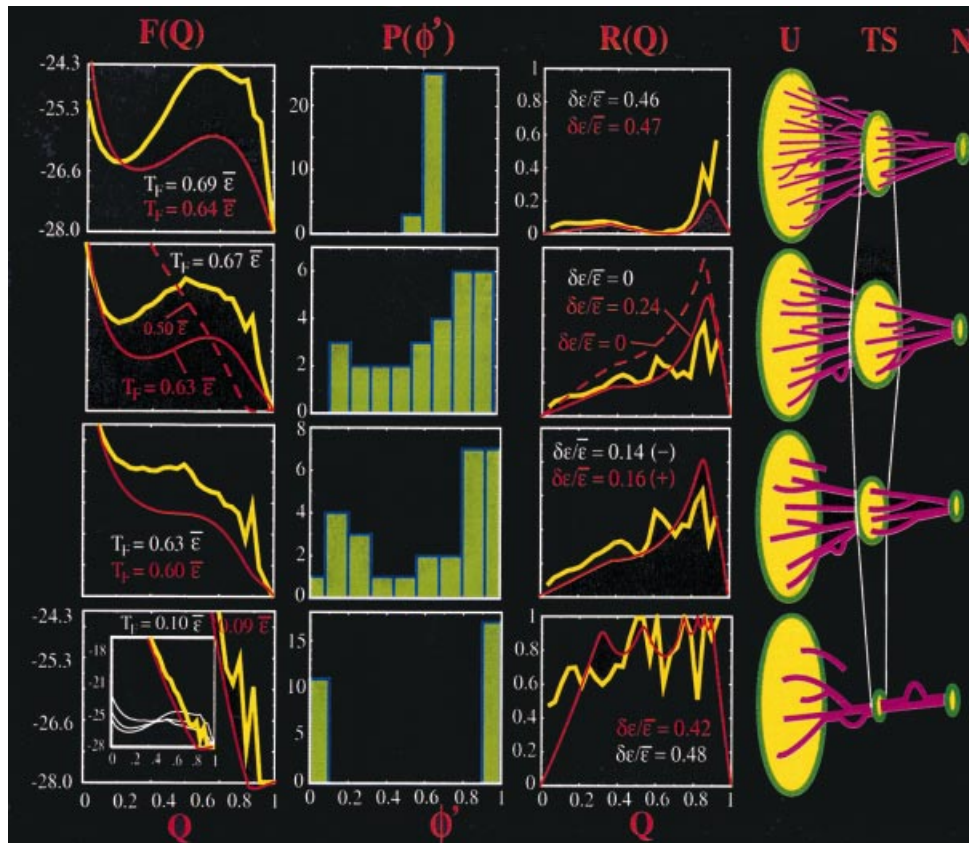 F(Q) P(ϕ') R(Q) U TS N
-24.3
-25.3
-26.6
-28.0
T_F = 0.69 ε̅
T_F = 0.64 ε̅
20
10
0
1
0.8
0.6
0.4
0.2
0
δε/ε̅ = 0.46
δε/ε̅ = 0.47
T_F = 0.67 ε̅
0.50 ε̅
T_F = 0.63 ε̅
6
4
2
0
δε/ε̅ = 0
δε/ε̅ = 0.24
δε/ε̅ = 0
T_F = 0.63 ε̅
T_F = 0.60 ε̅
8
6
4
2
0
δε/ε̅ = 0.14 (−)
δε/ε̅ = 0.16 (+)
-24.3
-25.3
-26.6
-28.0
T_F = 0.10 ε̅
0.09 ε̅
-18
-21
-25
-28
0 .2 .4 .6 .8 1
0 0.2 0.4 0.6 0.8 1
Q
15
10
5
0
0 0.2 0.4 0.6 0.8 1
ϕ'
1
0.8
0.6
0.4
0.2
0
δε/ε̅ = 0.42
δε/ε̅ = 0.48
0 0.2 0.4 0.6 0.8 1
Q